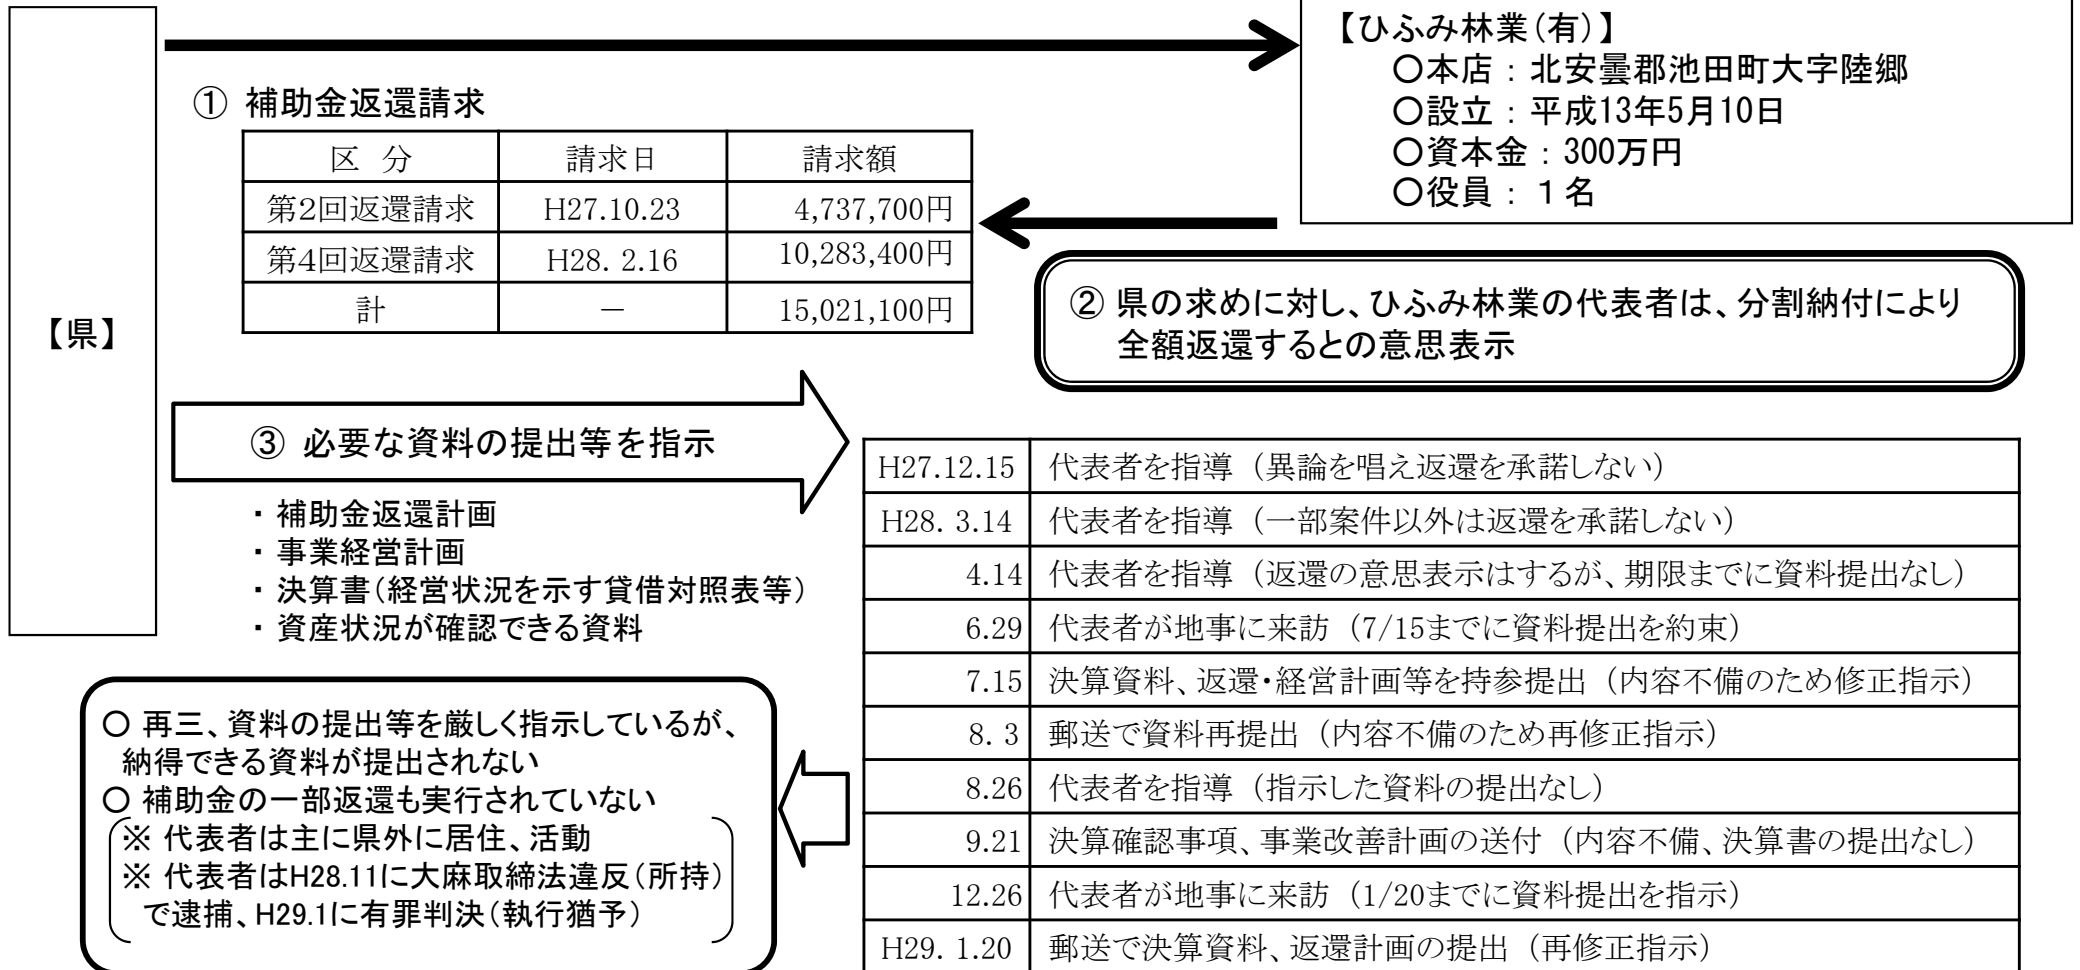 【県】
【ひふみ林業(有)】
○本店：北安曇郡池田町大字陸郷
○設立：平成13年5月10日
○資本金：300万円
○役員：１名
① 補助金返還請求
区 分 請求日 請求額
第2回返還請求 H27.10.23 4,737,700円
第4回返還請求 H28. 2.16 10,283,400円
計 － 15,021,100円
② 県の求めに対し、ひふみ林業の代表者は、分割納付により
全額返還するとの意思表示
③ 必要な資料の提出等を指示
・補助金返還計画
・事業経営計画
・決算書(経営状況を示す貸借対照表等)
・資産状況が確認できる資料
H27.12.15 代表者を指導（異論を唱え返還を承諾しない）
H28. 3.14 代表者を指導（一部案件以外は返還を承諾しない）
4.14 代表者を指導（返還の意思表示はするが、期限までに資料提出なし）
6.29 代表者が地事に来訪（7/15までに資料提出を約束）
7.15 決算資料、返還・経営計画等を持参提出（内容不備のため修正指示）
8. 3 郵送で資料再提出（内容不備のため再修正指示）
8.26 代表者を指導（指示した資料の提出なし）
9.21 決算確認事項、事業改善計画の送付（内容不備、決算書の提出なし）
12.26 代表者が地事に来訪（1/20までに資料提出を指示）
H29. 1.20 郵送で決算資料、返還計画の提出（再修正指示）
○ 再三、資料の提出等を厳しく指示しているが、
納得できる資料が提出されない
○ 補助金の一部返還も実行されていない
※ 代表者は主に県外に居住、活動
※ 代表者はH28.11に大麻取締法違反(所持)
で逮捕、H29.1に有罪判決(執行猶予)